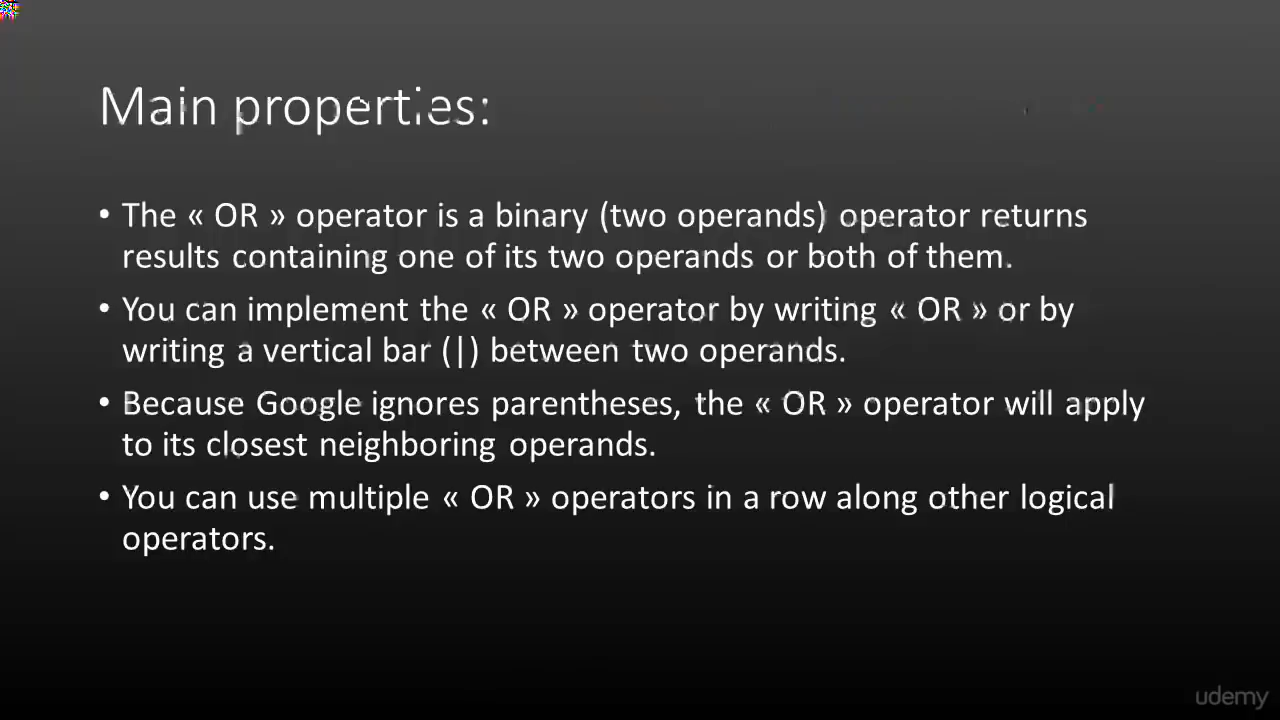 Main properties:
• The « OR » operator is a binary (two operands) operator returns
results containing one of its two operands or both of them.
• You can implement the « OR » operator by writing « OR » or by
writing a vertical bar (|) between two operands.
• Because Google ignores parentheses, the « OR » operator will apply
to its closest neighboring operands.
• You can use multiple « OR » operators in a row along other logical
operators.
udemy